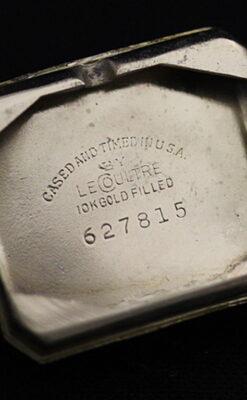 CASED AND TIMED IN U.S.A.
BY
LECOULTRE
10K GOLD FILLED
627815